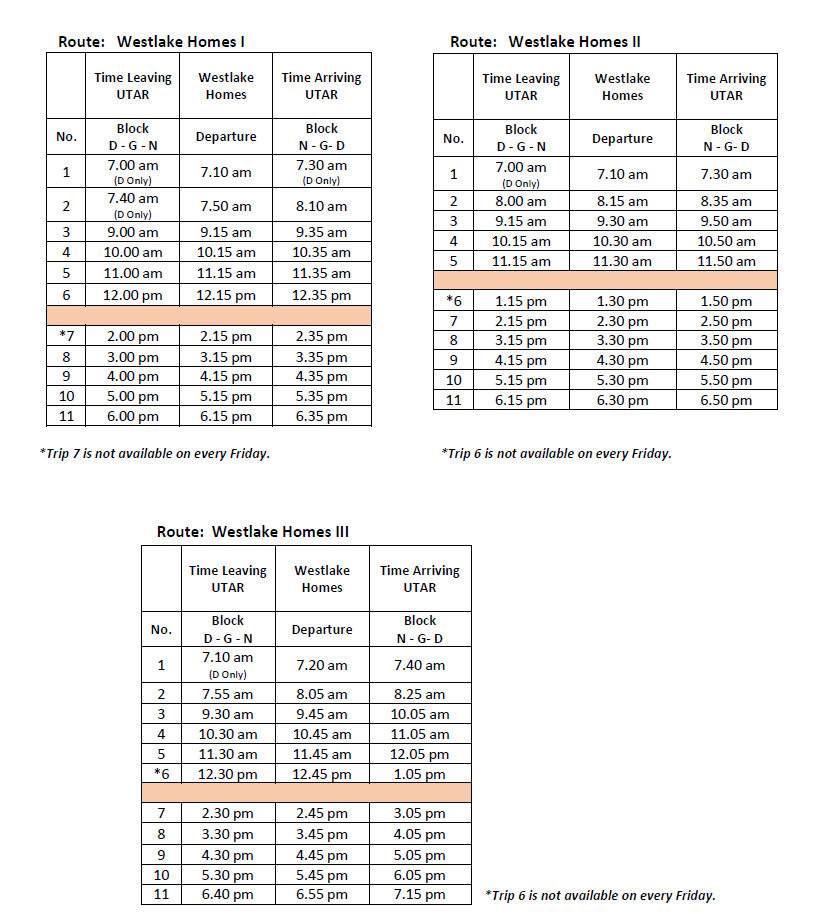 Route: Westlake Homes I
Time Leaving UTAR Westlake Homes Time Arriving UTAR
No. Block D - G - N Departure Block N - G- D
1 7.00 am (D Only) 7.10 am 7.30 am (D Only)
2 7.40 am (D Only) 7.50 am 8.10 am
3 9.00 am 9.15 am 9.35 am
4 10.00 am 10.15 am 10.35 am
5 11.00 am 11.15 am 11.35 am
6 12.00 pm 12.15 pm 12.35 pm
*7 2.00 pm 2.15 pm 2.35 pm
8 3.00 pm 3.15 pm 3.35 pm
9 4.00 pm 4.15 pm 4.35 pm
10 5.00 pm 5.15 pm 5.35 pm
11 6.00 pm 6.15 pm 6.35 pm
*Trip 7 is not available on every Friday.
Route: Westlake Homes II
Time Leaving UTAR Westlake Homes Time Arriving UTAR
No. Block D - G - N Departure Block N - G- D
1 7.00 am (D Only) 7.10 am 7.30 am
2 8.00 am 8.15 am 8.35 am
3 9.15 am 9.30 am 9.50 am
4 10.15 am 10.30 am 10.50 am
5 11.15 am 11.30 am 11.50 am
*6 1.15 pm 1.30 pm 1.50 pm
7 2.15 pm 2.30 pm 2.50 pm
8 3.15 pm 3.30 pm 3.50 pm
9 4.15 pm 4.30 pm 4.50 pm
10 5.15 pm 5.30 pm 5.50 pm
11 6.15 pm 6.30 pm 6.50 pm
*Trip 6 is not available on every Friday.
Route: Westlake Homes III
Time Leaving UTAR Westlake Homes Time Arriving UTAR
No. Block D - G - N Departure Block N - G- D
1 7.10 am (D Only) 7.20 am 7.40 am
2 7.55 am 8.05 am 8.25 am
3 9.30 am 9.45 am 10.05 am
4 10.30 am 10.45 am 11.05 am
5 11.30 am 11.45 am 12.05 pm
*6 12.30 pm 12.45 pm 1.05 pm
7 2.30 pm 2.45 pm 3.05 pm
8 3.30 pm 3.45 pm 4.05 pm
9 4.30 pm 4.45 pm 5.05 pm
10 5.30 pm 5.45 pm 6.05 pm
11 6.40 pm 6.55 pm 7.15 pm
*Trip 6 is not available on every Friday.